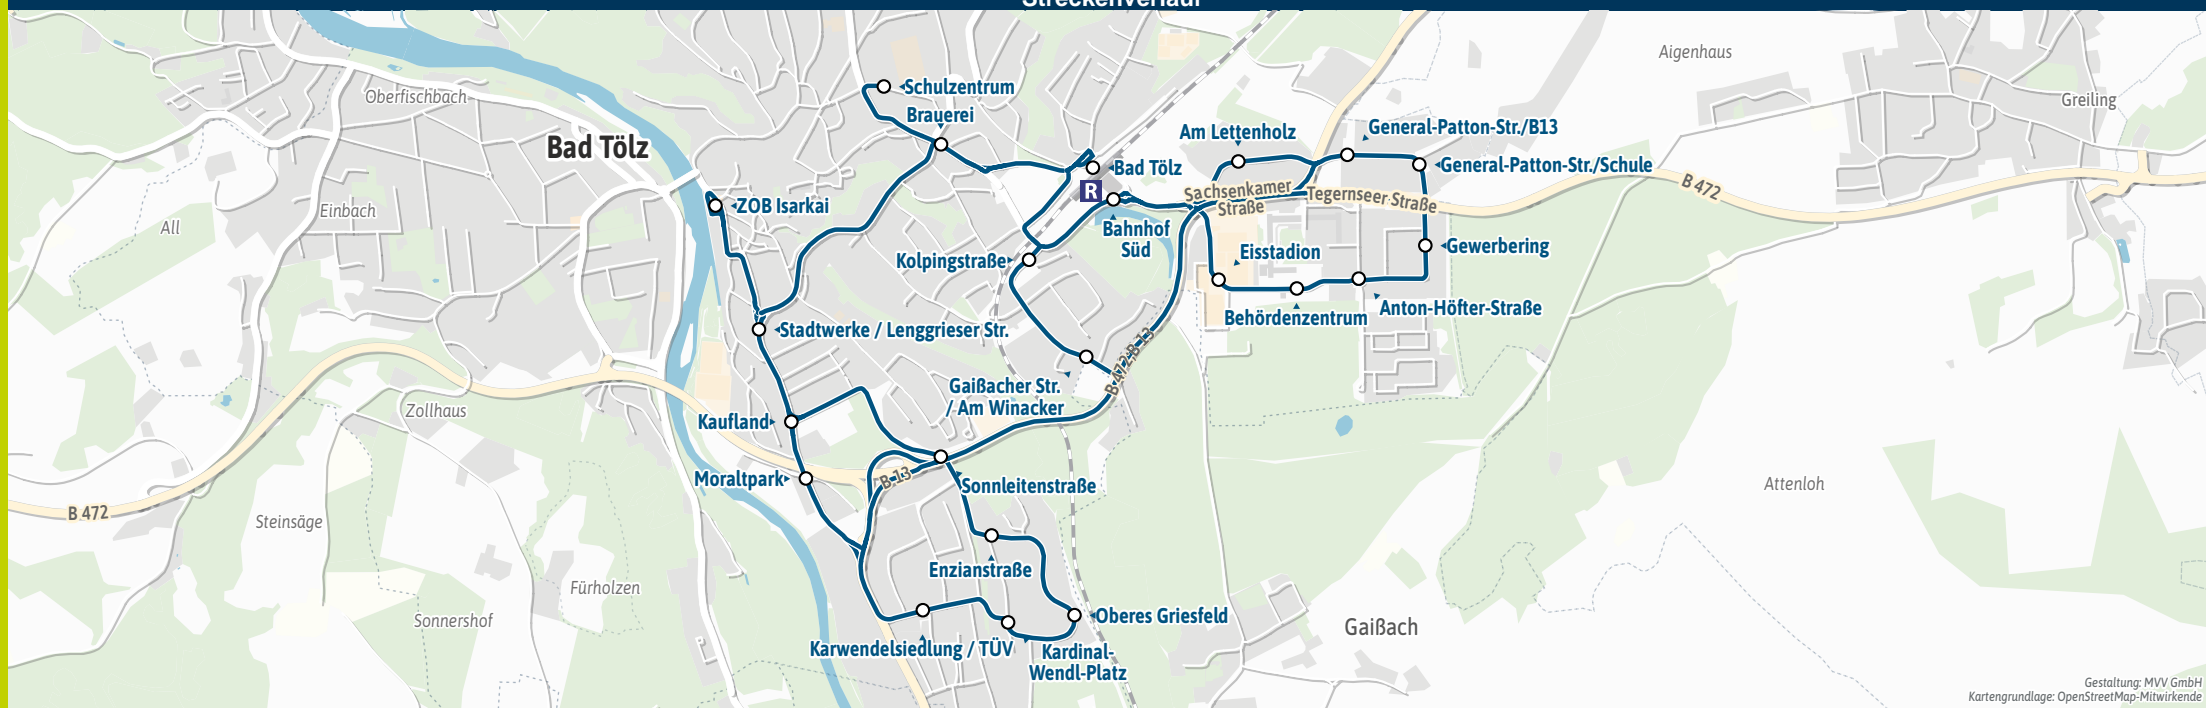 Streckenverlauf
Aigenhaus
Schulzentrum
Oberfischbach
Greiling
Brauerei
General-Patton-Str./B13
Am Lettenholz
Bad Tölz
Bad Tölz
General-Patton-Str./Schule
R
Sachsenkamer
Straße
Tegernseer Straße
B 472
ZOB Isarkai
Einbach
All
Bahnhof
Süd
Eisstadion
Gewerbering
Kolpingstraße
Anton-Höfter-Straße
Behördenzentrum
Stadtwerke / Lenggrieser Str.
B 472;B 13
Gaißacher Str.
/ Am Winacker
Zollhaus
Kaufland
Moraltpark
B 13
Sonnleitenstraße
Attenloh
B 472
Steinsäge
Enzianstraße
Fürholzen
Sonnershof
Oberes Griesfeld
Gaißach
Karwendelsiedlung / TÜV
Kardinal-
Wendl-Platz
Gestaltung: MVV GmbH
Kartengrundlage: OpenStreetMap-Mitwirkende